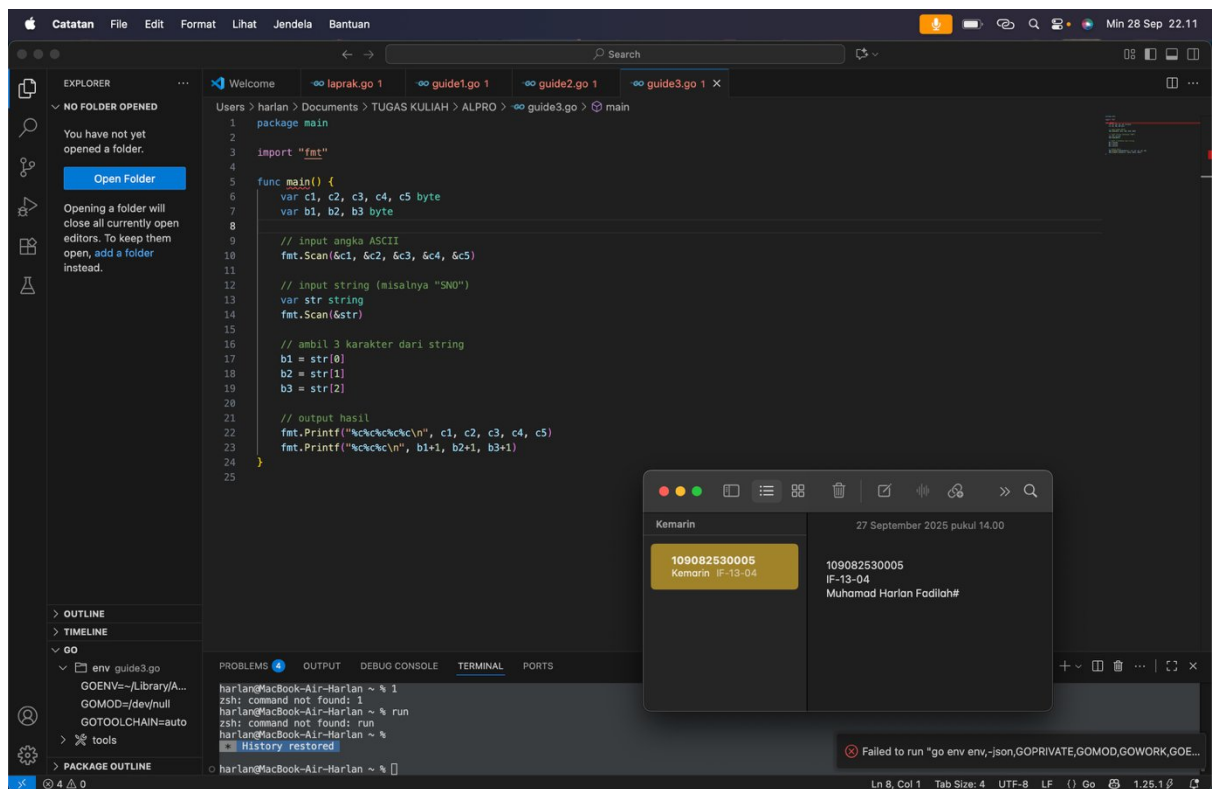 Catatan File Edit Format Lihat Jendela Bantuan Min 28 Sep 22.11
Search
EXPLORER ...
NO FOLDER OPENED
You have not yet
opened a folder.
Open Folder
Opening a folder will
close all currently open
editors. To keep them
open, add a folder
instead.
OUTLINE
TIMELINE
GO
env guide3.go
GOENV=~/Library/A...
GOMOD=/dev/null
GOTOOLCHAIN=auto
tools
PACKAGE OUTLINE
Welcome laprak.go 1 guide1.go 1 guide2.go 1 guide3.go 1
Users > harlan > Documents > TUGAS KULIAH > ALPRO > guide3.go > main
1 package main
2
3 import "fmt"
4
5 func main() {
6 var c1, c2, c3, c4, c5 byte
7 var b1, b2, b3 byte
8
9 // input angka ASCII
10 fmt.Scan(&c1, &c2, &c3, &c4, &c5)
11
12 // input string (misalnya "SNO")
13 var str string
14 fmt.Scan(&str)
15
16 // ambil 3 karakter dari string
17 b1 = str[0]
18 b2 = str[1]
19 b3 = str[2]
20
21 // output hasil
22 fmt.Printf("%c%c%c%c%c\n", c1, c2, c3, c4, c5)
23 fmt.Printf("%c%c%c\n", b1+1, b2+1, b3+1)
24 }
25
Kemarin
109082530005
Kemarin IF-13-04
27 September 2025 pukul 14.00
109082530005
IF-13-04
Muhamad Harlan Fadilah#
PROBLEMS 4 OUTPUT DEBUG CONSOLE TERMINAL PORTS
harlan@MacBook-Air-Harlan ~ % 1
zsh: command not found: 1
harlan@MacBook-Air-Harlan ~ % run
zsh: command not found: run
harlan@MacBook-Air-Harlan ~ %
* History restored
harlan@MacBook-Air-Harlan ~ %
Failed to run "go env env,-json,GOPRIVATE,GOMOD,GOWORK,GOE...
4 0 Ln 8, Col 1 Tab Size: 4 UTF-8 LF {} Go 1.25.1